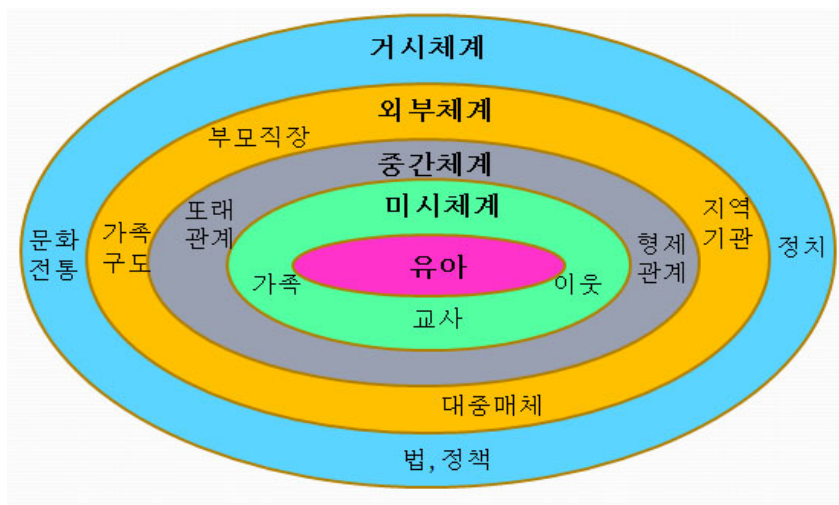 거시체계
외부체계
부모직장
중간체계
미시체계
또래
관계
지역
기관
문화
전통
가족
구도
유아
형제
관계
정치
가족
이웃
교사
대중매체
법, 정책